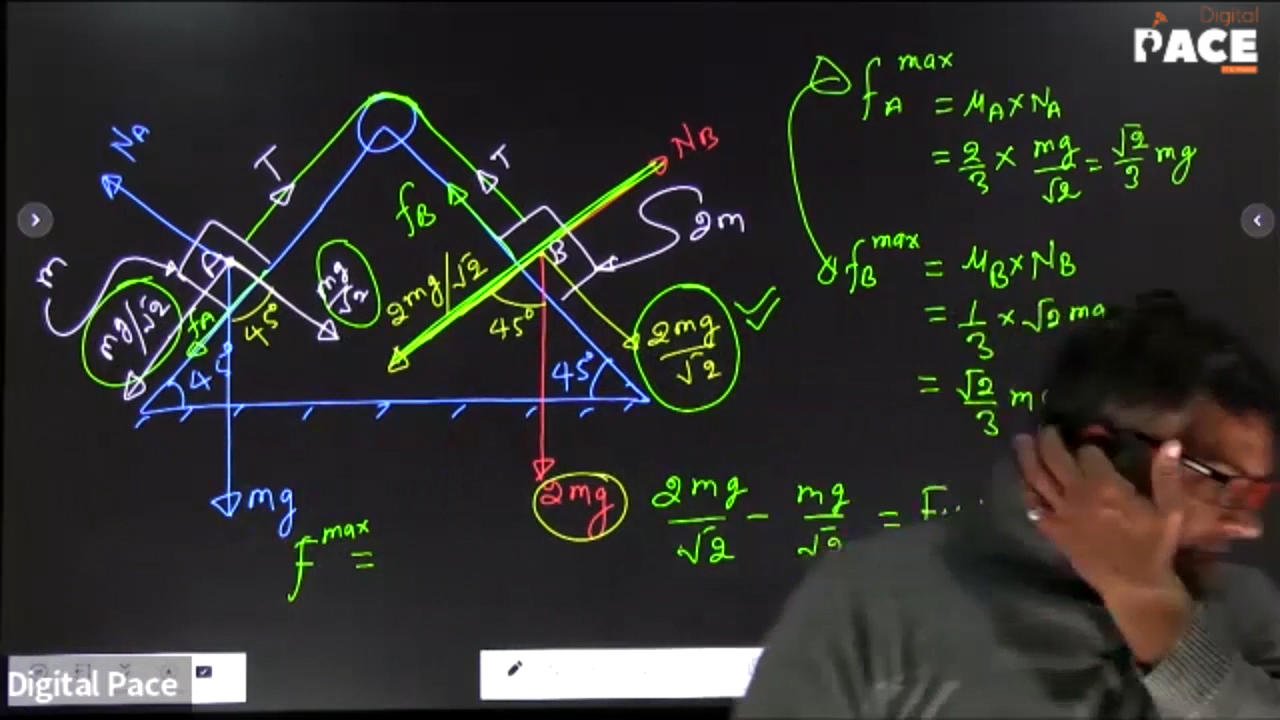 Digital
PACE
f_A^max
= μ_A × N_A
= 2/3 × mg/√2 = √2/3 mg
f_B^max = μ_B × N_B
= 1/3 × √2 m
= √2/3 m
N_A
T
T
N_B
f_B
2m
m
A
B
mg/√2
f_A
45°
mg/√2
2mg/√2
45°
2mg/√2
45°
45°
mg
2mg
2mg/√2 - mg/√2 =
f^max =
Digital Pace